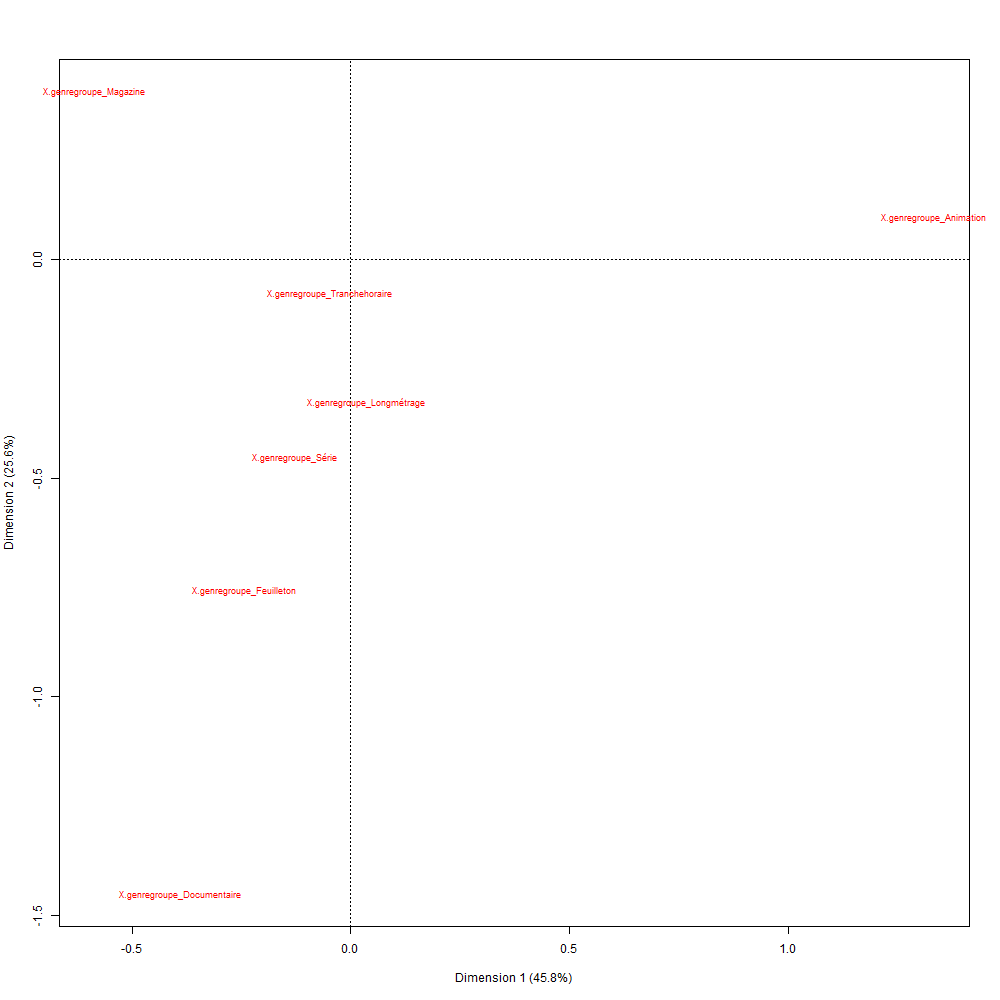 X.genregroupe_Magazine
X.genregroupe_Animation
0.0
X.genregroupe_Tranchehoraire
X.genregroupe_Longmétrage
X.genregroupe_Série
-0.5
Dimension 2 (25.6%)
X.genregroupe_Feuilleton
-1.0
X.genregroupe_Documentaire
-1.5
-0.5 0.0 0.5 1.0
Dimension 1 (45.8%)